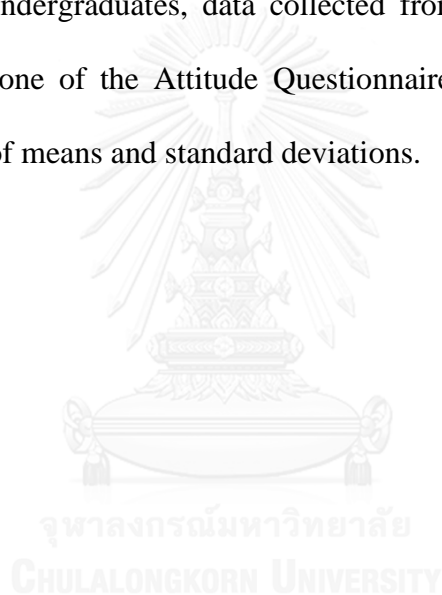 ndergraduates, data collected from
one of the Attitude Questionnaire
of means and standard deviations.
จุฬาลงกรณ์มหาวิทยาลัย
CHULALONGKORN UNIVERSITY